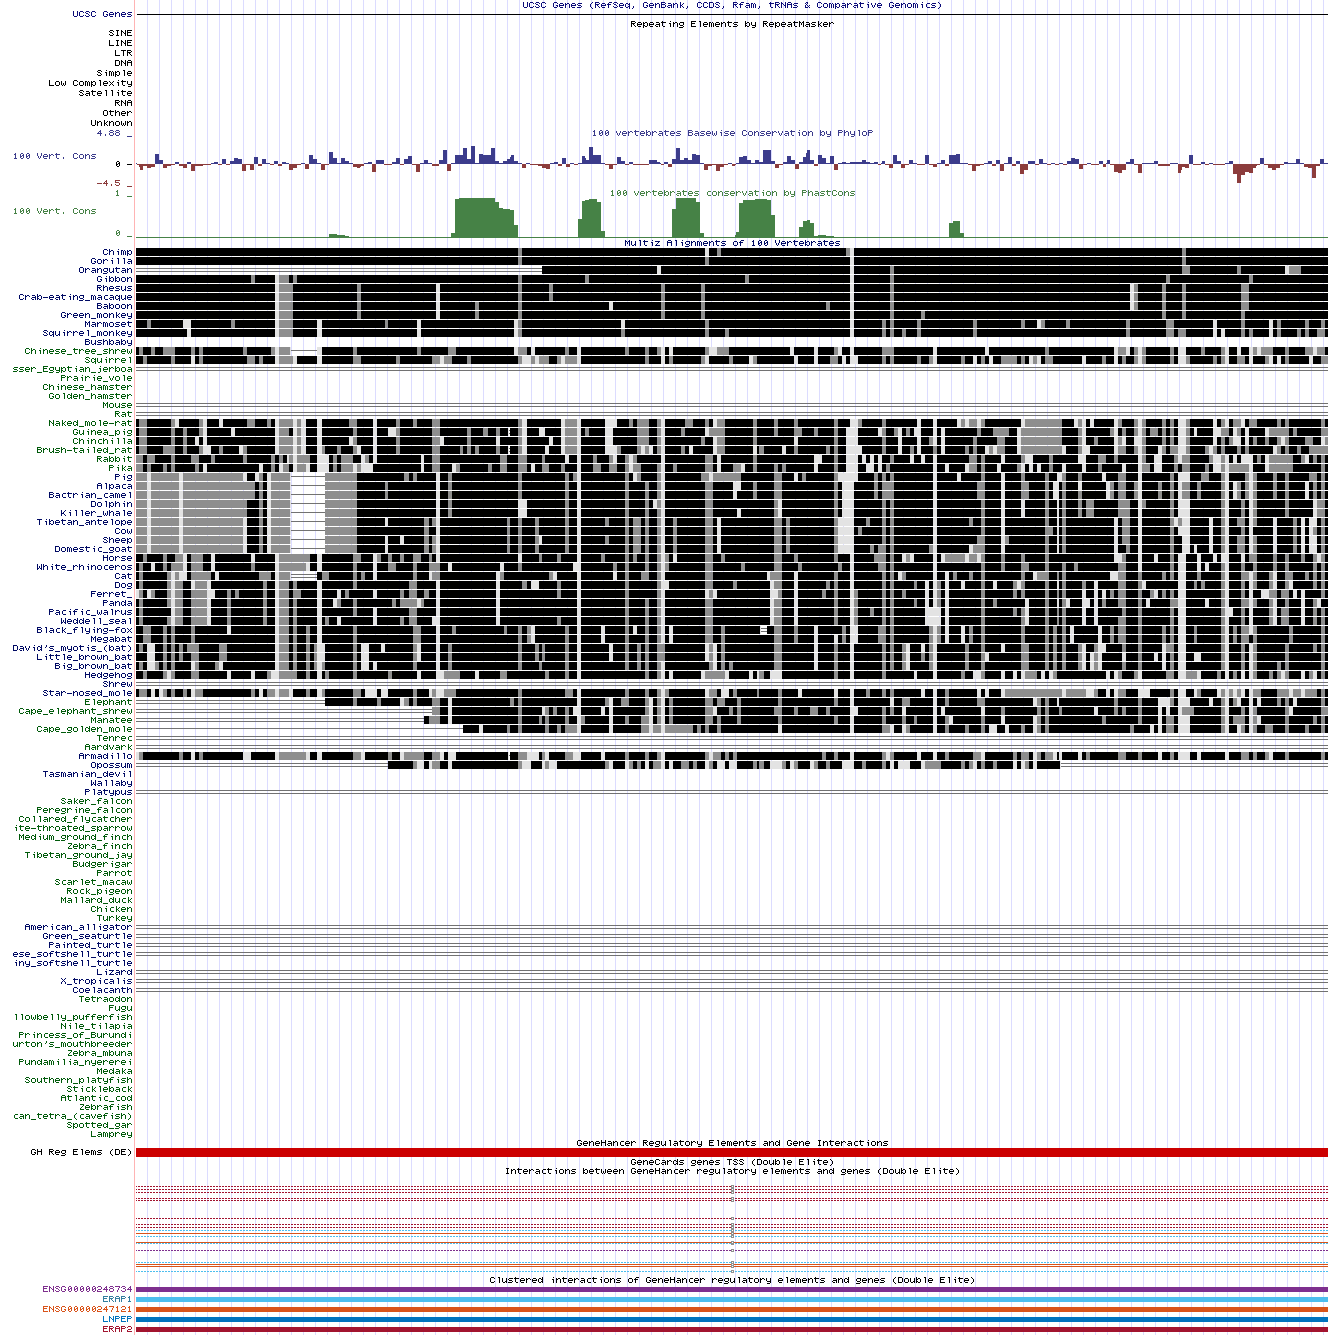 UCSC Genes (RefSeq, GenBank, CCDS, Rfam, tRNAs & Comparative Genomics)
UCSC Genes
Repeating Elements by RepeatMasker
SINE
LINE
LTR
DNA
Simple
Low Complexity
Satellite
RNA
Other
Unknown
4.88 _
100 vertebrates Basewise Conservation by PhyloP
100 Vert. Cons
0 _
-4.5 _
1 _
100 vertebrates conservation by PhastCons
100 Vert. Cons
0 _
Multiz Alignments of 100 Vertebrates
Chimp
Gorilla
Orangutan
Gibbon
Rhesus
Crab-eating_macaque
Baboon
Green_monkey
Marmoset
Squirrel_monkey
Bushbaby
Chinese_tree_shrew
Squirrel
sser_Egyptian_jerboa
Prairie_vole
Chinese_hamster
Golden_hamster
Mouse
Rat
Naked_mole-rat
Guinea_pig
Chinchilla
Brush-tailed_rat
Rabbit
Pika
Pig
Alpaca
Bactrian_camel
Dolphin
Killer_whale
Tibetan_antelope
Cow
Sheep
Domestic_goat
Horse
White_rhinoceros
Cat
Dog
Ferret_
Panda
Pacific_walrus
Weddell_seal
Black_flying-fox
Megabat
David's_myotis_(bat)
Little_brown_bat
Big_brown_bat
Hedgehog
Shrew
Star-nosed_mole
Elephant
Cape_elephant_shrew
Manatee
Cape_golden_mole
Tenrec
Aardvark
Armadillo
Opossum
Tasmanian_devil
Wallaby
Platypus
Saker_falcon
Peregrine_falcon
Collared_flycatcher
ite-throated_sparrow
Medium_ground_finch
Zebra_finch
Tibetan_ground_jay
Budgerigar
Parrot
Scarlet_macaw
Rock_pigeon
Mallard_duck
Chicken
Turkey
American_alligator
Green_seaturtle
Painted_turtle
ese_softshell_turtle
iny_softshell_turtle
Lizard
X_tropicalis
Coelacanth
Tetraodon
Fugu
llowbelly_pufferfish
Nile_tilapia
Princess_of_Burundi
urton's_mouthbreeder
Zebra_mbuna
Pundamilia_nyererei
Medaka
Southern_platyfish
Stickleback
Atlantic_cod
Zebrafish
can_tetra_(cavefish)
Spotted_gar
Lamprey
GeneHancer Regulatory Elements and Gene Interactions
GH Reg Elems (DE)
GeneCards genes TSS (Double Elite)
Interactions between GeneHancer regulatory elements and genes (Double Elite)
Clustered interactions of GeneHancer regulatory elements and genes (Double Elite)
ENSG00000248734
ERAP1
ENSG00000247121
LNPEP
ERAP2